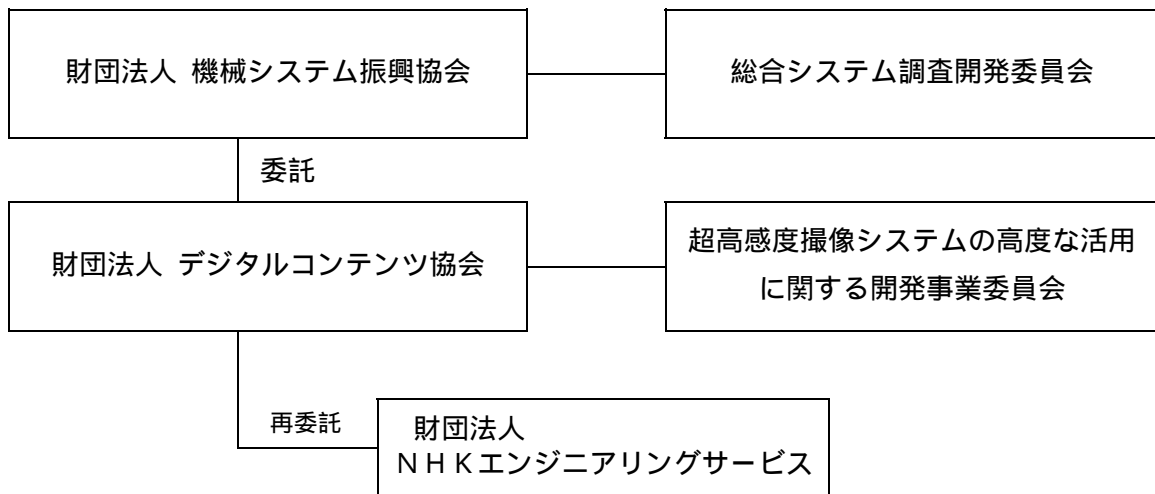 財団法人 機械システム振興協会
総合システム調査開発委員会
委託
財団法人 デジタルコンテンツ協会
超高感度撮像システムの高度な活用
に関する開発事業委員会
再委託
財団法人
ＮＨＫエンジニアリングサービス